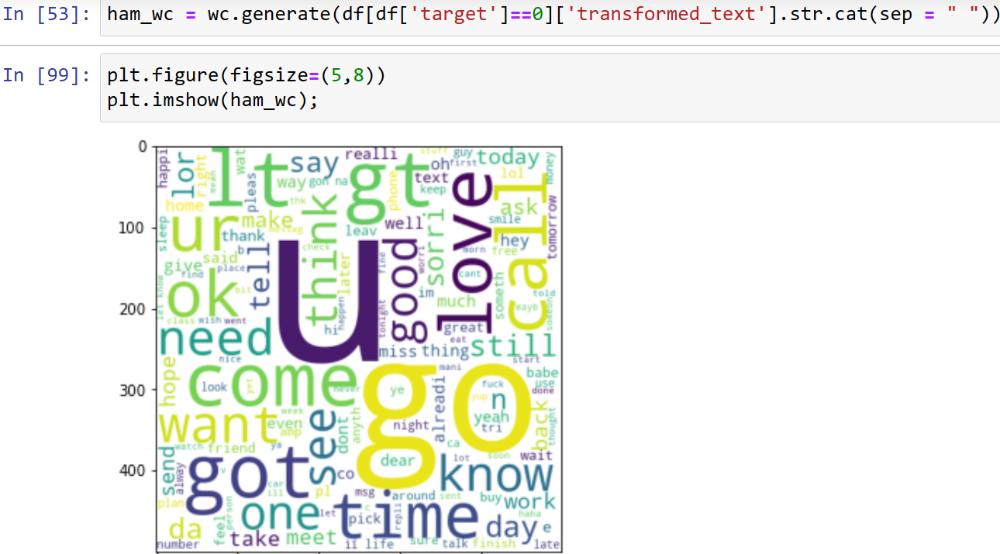 In [53]: ham_wc = wc.generate(df[df['target']==0]['transformed_text'].str.cat(sep = " "))
In [99]: plt.figure(figsize=(5,8))
plt.imshow(ham_wc);
0
100
200
300
400
happi
lor
right
mean
lt
wat
pleas
say
realli
stuff
guy
today
money
oh
first
lol
way
gon na
gt
phone
text
keep
love
call
home
thk
think
ask
tomorrow
sleep
ur
make
messag
leav
well
sorri
smile
thank
hey
b
check
u
good
worri
morn
free
give
said
tell
later
fine
find
place
cant
let know
ok
bit
im
much
someth
told
mayb
someon
happen
tonight
class
wish
went
hi
great
need
eat
still
miss
thing
nice
start
hope
come
mani
babe
look
yet
never
go
ye
alreadi
fuck
use
done
yup
n
want
week
yeah
back
thought
even
amp
see
dont
anyth
night
tri
watch
friend
ya
ca
send
alway
got
dear
lot
soon
wait
v
co
know
car
ill
pl
msg
around
sent
buy
work
plan
person
one
let
c
time
repli
haha
da
feel
pick
day
e
take
meet
number
ii
life
sure
talk
finish
late